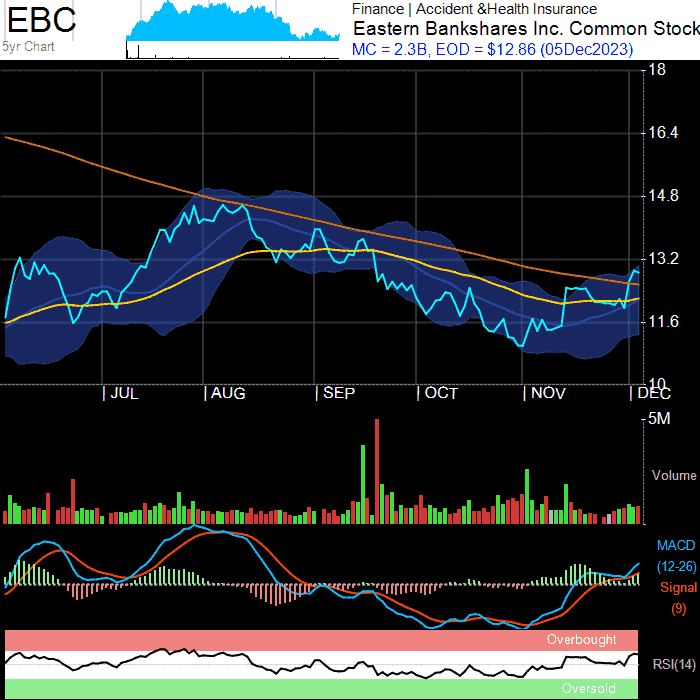 EBC
5yr Chart
Finance | Accident &Health Insurance
Eastern Bankshares Inc. Common Stock
MC = 2.3B, EOD = $12.86 (05Dec2023)
18
16.4
14.8
13.2
11.6
10
JUL AUG SEP OCT NOV DEC
5M
Volume
MACD
(12-26)
Signal
(9)
Overbought
RSI(14)
Oversold